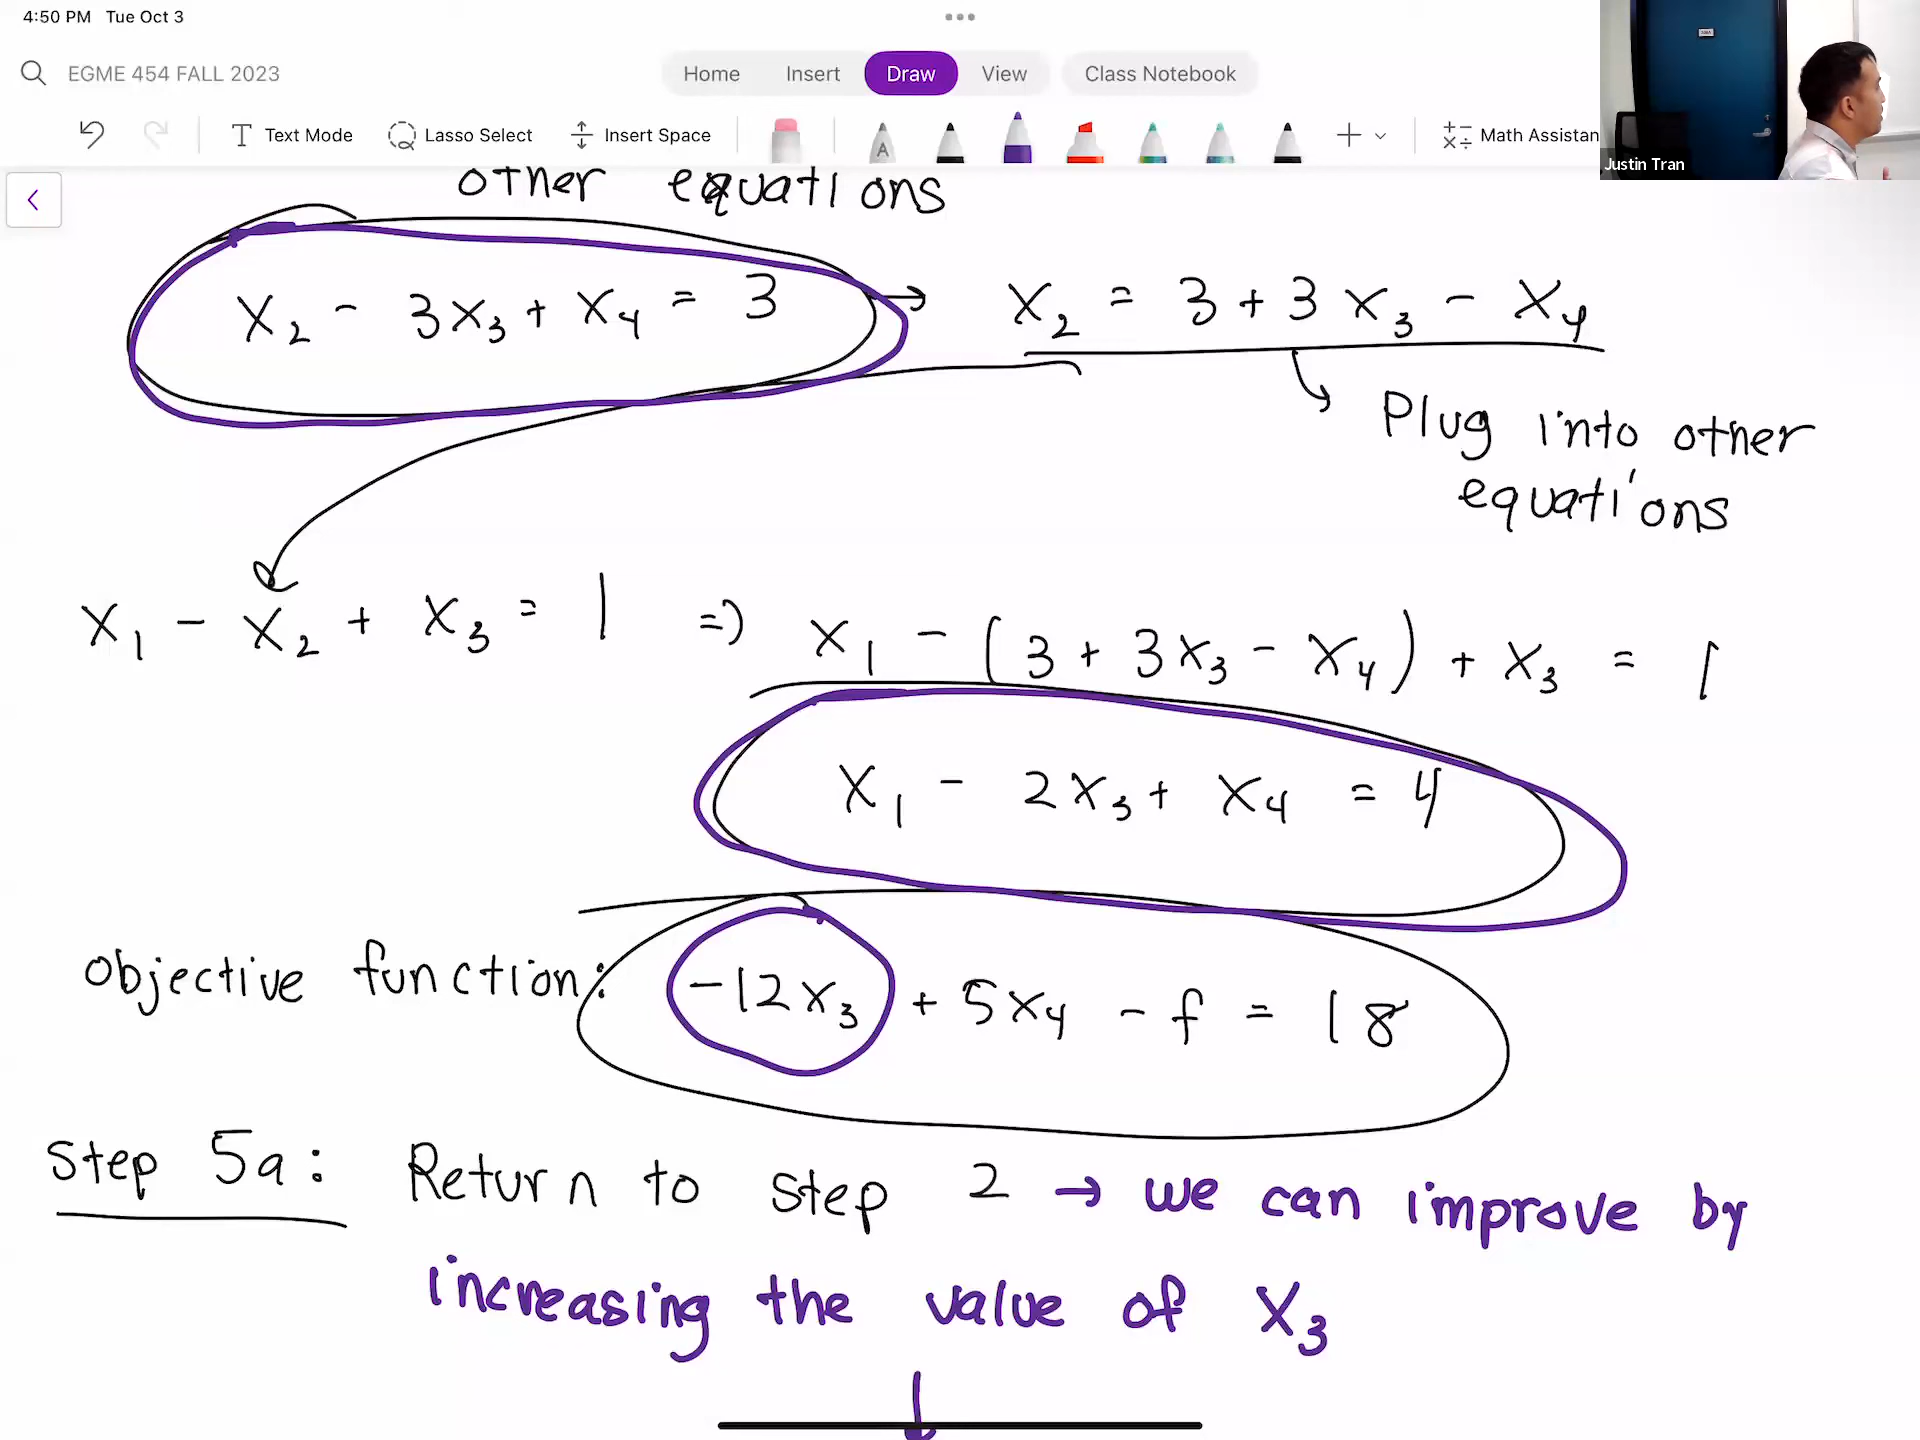 4:50 PM Tue Oct 3
EGME 454 FALL 2023
Home Insert Draw View Class Notebook
Text Mode Lasso Select Insert Space A Math Assistan
Justin Tran
other equations
x₂ - 3x₃ + x₄ = 3 → x₂ = 3 + 3x₃ - x₄
Plug into other
equations
x₁ - x₂ + x₃ = 1 => x₁ - (3 + 3x₃ - x₄) + x₃ = 1
x₁ - 2x₃ + x₄ = 4
objective function: -12x₃ + 5x₄ - f = 18
Step 5a: Return to step 2 → we can improve by
increasing the value of x₃